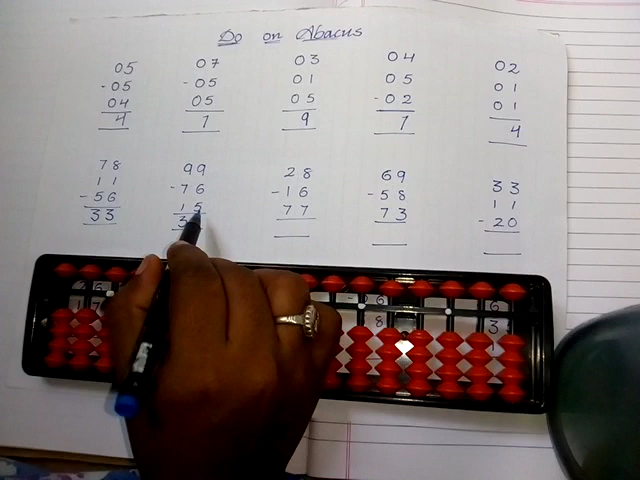 Do on Abacus
05 07 03 04 02
-05 -05 01 05 01
04 05 05 -02 01
4 7 9 7 4
78 99 28 69 33
11 -76 -16 -58 11
-56 15 77 73 -20
33 3